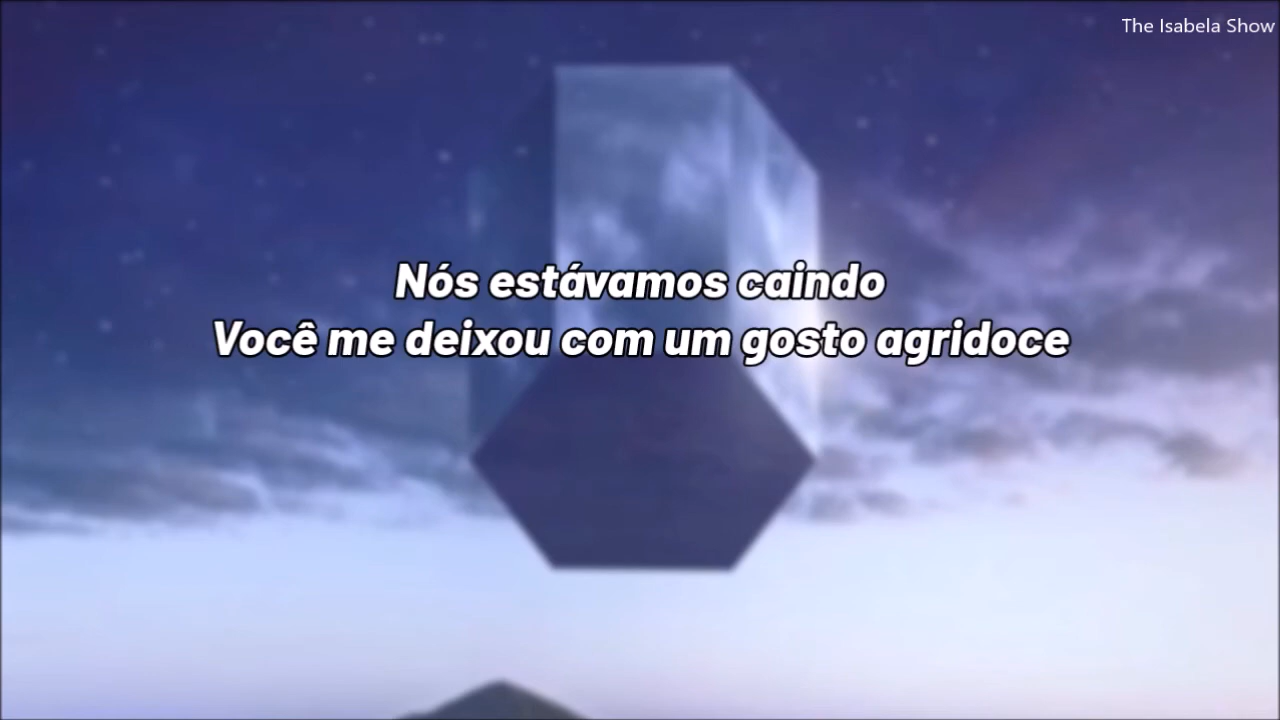 The Isabela Show
Nós estávamos caindo
Você me deixou com um gosto agridoce